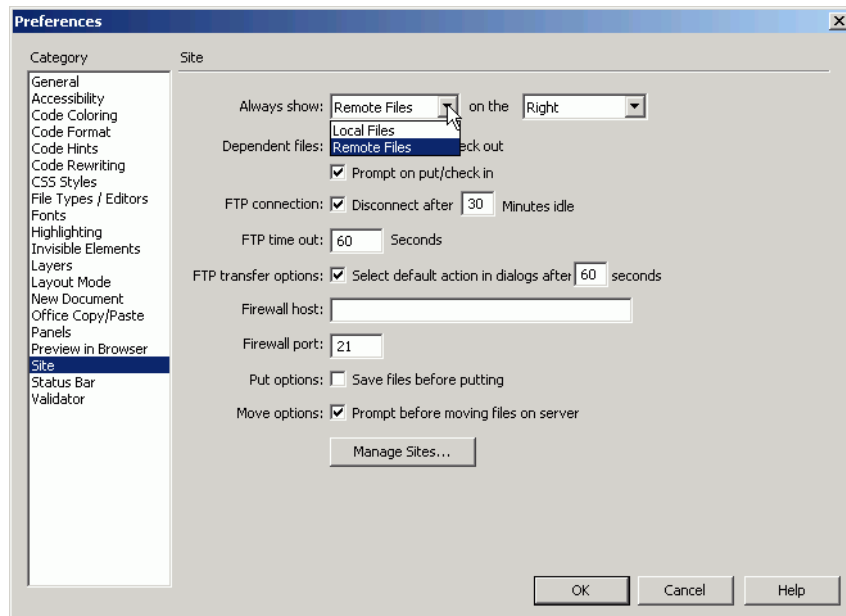 Preferences
Category
General
Accessibility
Code Coloring
Code Format
Code Hints
Code Rewriting
CSS Styles
File Types / Editors
Fonts
Highlighting
Invisible Elements
Layers
Layout Mode
New Document
Office Copy/Paste
Panels
Preview in Browser
Site
Status Bar
Validator
Site
Always show: Remote Files on the Right
Local Files
Remote Files
Dependent files: out
Prompt on put/check in
FTP connection: Disconnect after 30 Minutes idle
FTP time out: 60 Seconds
FTP transfer options: Select default action in dialogs after 60 seconds
Firewall host:
Firewall port: 21
Put options: Save files before putting
Move options: Prompt before moving files on server
Manage Sites...
OK Cancel Help